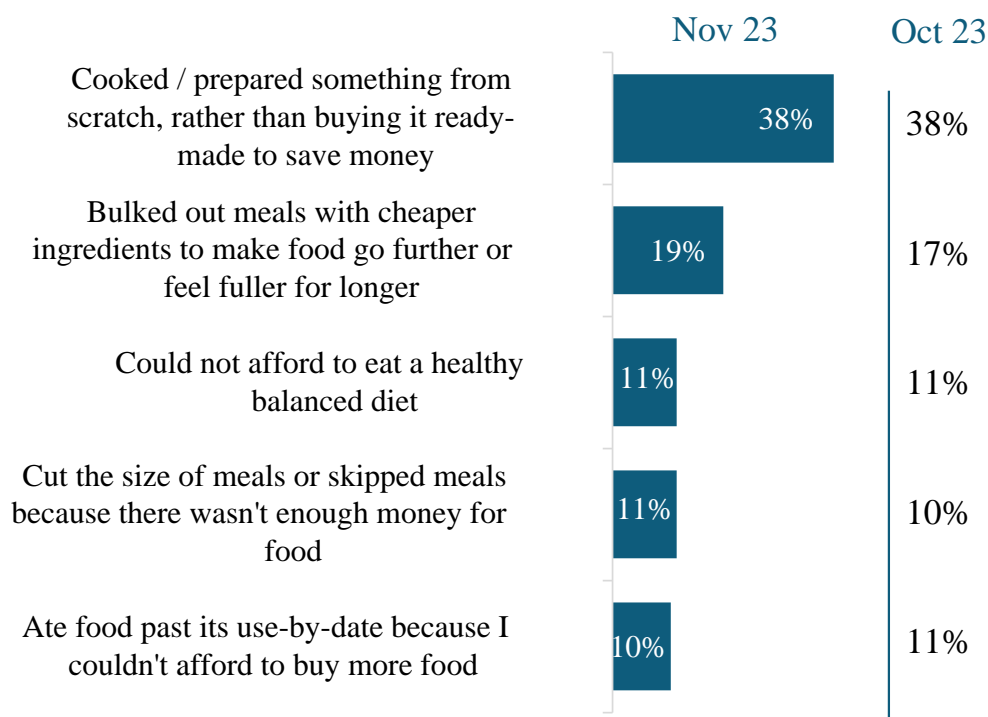 Nov 23 Oct 23
Cooked / prepared something from
scratch, rather than buying it ready-
made to save money
38% 38%
Bulked out meals with cheaper
ingredients to make food go further or
feel fuller for longer
19% 17%
Could not afford to eat a healthy
balanced diet
11% 11%
Cut the size of meals or skipped meals
because there wasn't enough money for
food
11% 10%
Ate food past its use-by-date because I
couldn't afford to buy more food
10% 11%